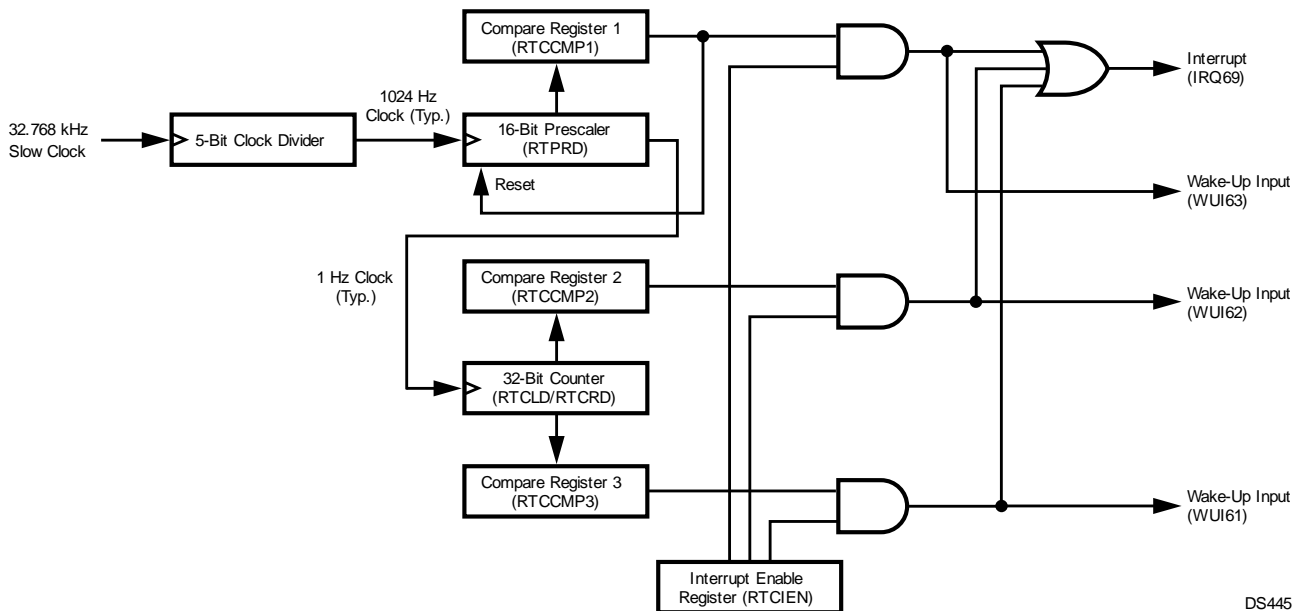 Compare Register 1
(RTCCMP1)
Interrupt
(IRQ69)
1024 Hz
Clock (Typ.)
32.768 kHz
Slow Clock
5-Bit Clock Divider
16-Bit Prescaler
(RTPRD)
Reset
Wake-Up Input
(WUI63)
1 Hz Clock
(Typ.)
Compare Register 2
(RTCCMP2)
Wake-Up Input
(WUI62)
32-Bit Counter
(RTCLD/RTCRD)
Compare Register 3
(RTCCMP3)
Wake-Up Input
(WUI61)
Interrupt Enable
Register (RTCIEN)
DS445